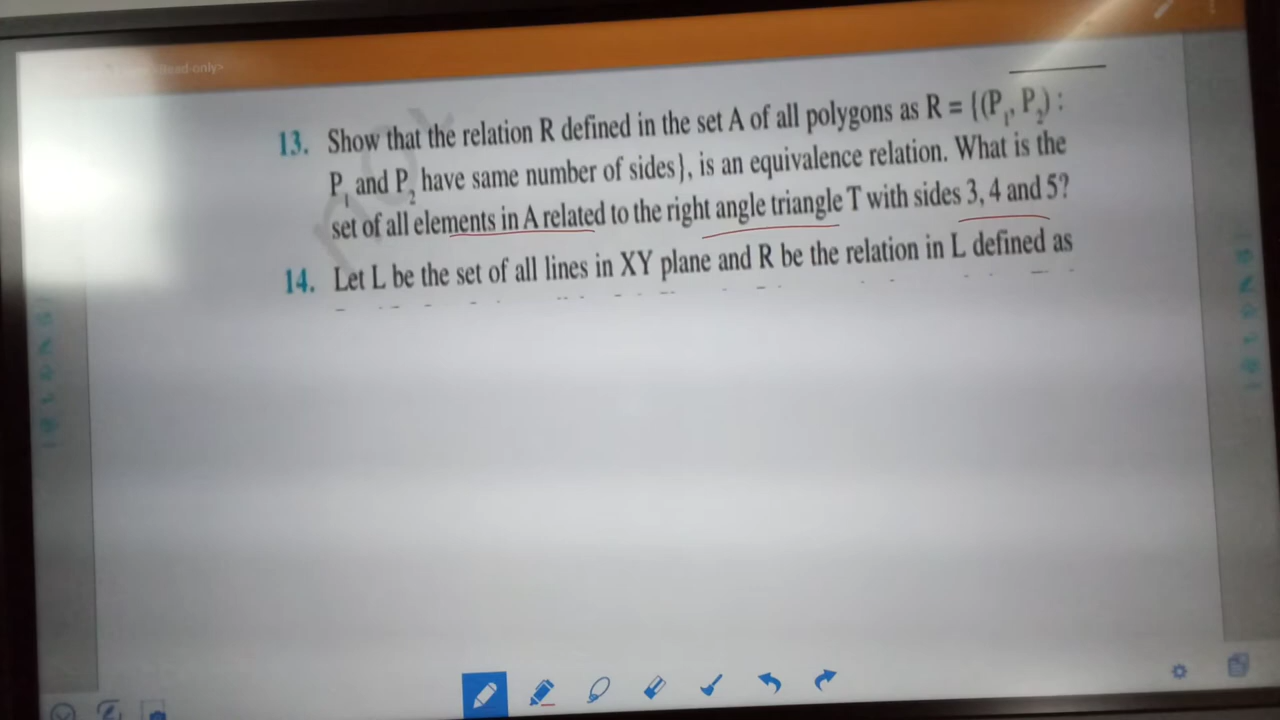 <Read-only>
13. Show that the relation R defined in the set A of all polygons as R = {(P₁, P₂) :
P₁ and P₂ have same number of sides}, is an equivalence relation. What is the
set of all elements in A related to the right angle triangle T with sides 3, 4 and 5?
14. Let L be the set of all lines in XY plane and R be the relation in L defined as